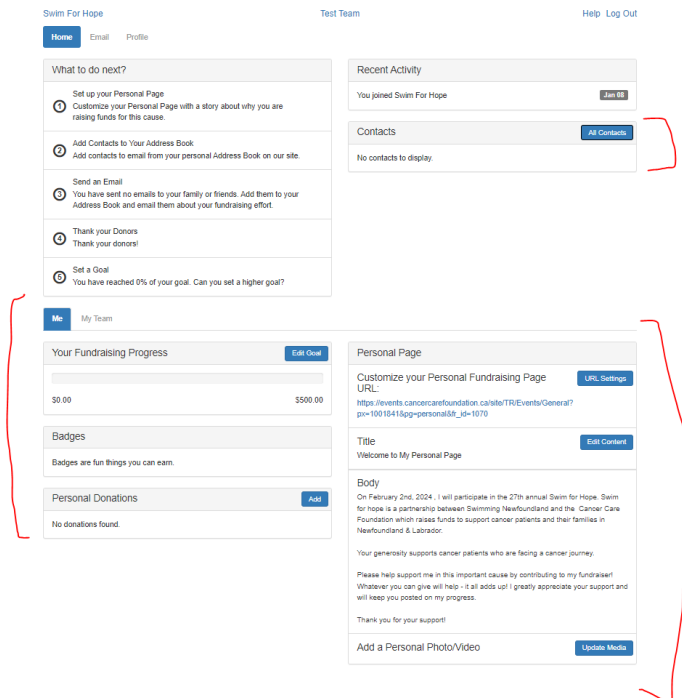 Swim For Hope
Test Team
Help Log Out
Home Email Profile
What to do next?
1
Set up your Personal Page
Customize your Personal Page with a story about why you are
raising funds for this cause.
2
Add Contacts to Your Address Book
Add contacts to email from your personal Address Book on our site.
3
Send an Email
You have sent no emails to your family or friends. Add them to your
Address Book and email them about your fundraising effort.
4
Thank your Donors
Thank your donors!
5
Set a Goal
You have reached 0% of your goal. Can you set a higher goal?
Recent Activity
You joined Swim For Hope Jan 08
Contacts All Contacts
No contacts to display.
Me My Team
Your Fundraising Progress Edit Goal
$0.00 $500.00
Badges
Badges are fun things you can earn.
Personal Donations Add
No donations found.
Personal Page
Customize your Personal Fundraising Page URL Settings
URL:
https://events.cancercarefoundation.ca/site/TR/Events/General?
px=1001841&pg=personal&fr_id=1070
Title Edit Content
Welcome to My Personal Page
Body
On February 2nd, 2024 , I will participate in the 27th annual Swim for Hope. Swim
for hope is a partnership between Swimming Newfoundland and the Cancer Care
Foundation which raises funds to support cancer patients and their families in
Newfoundland & Labrador.
Your generosity supports cancer patients who are facing a cancer journey.
Please help support me in this important cause by contributing to my fundraiser!
Whatever you can give will help - it all adds up! I greatly appreciate your support and
will keep you posted on my progress.
Thank you for your support!
Add a Personal Photo/Video Update Media